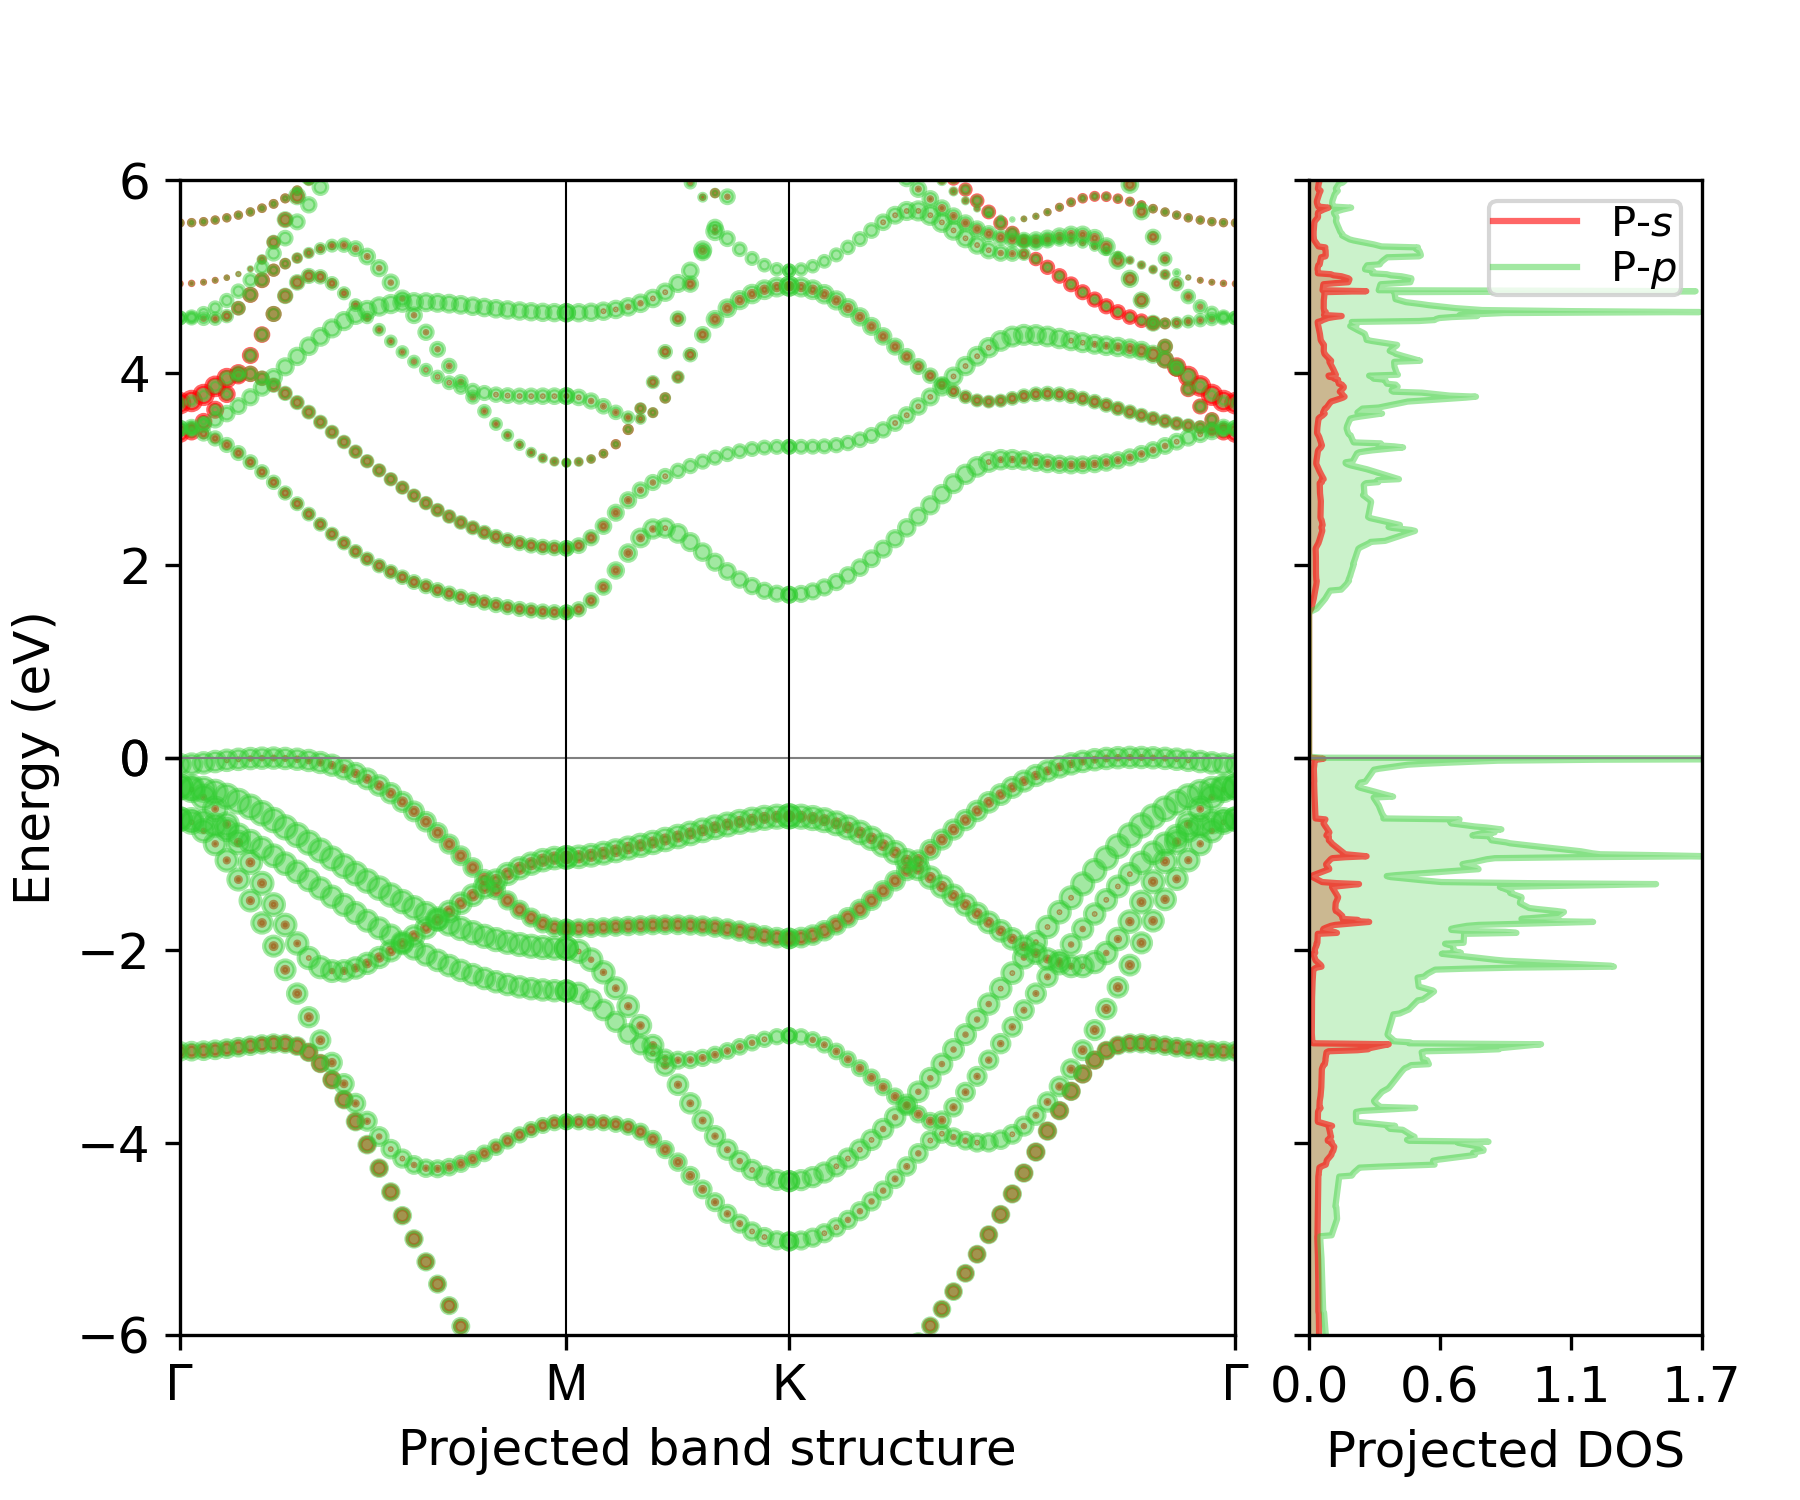 6
4
2
0
−2
−4
−6
Energy (eV)
Γ M K Γ
Projected band structure
P-s
P-p
0.0 0.6 1.1 1.7
Projected DOS